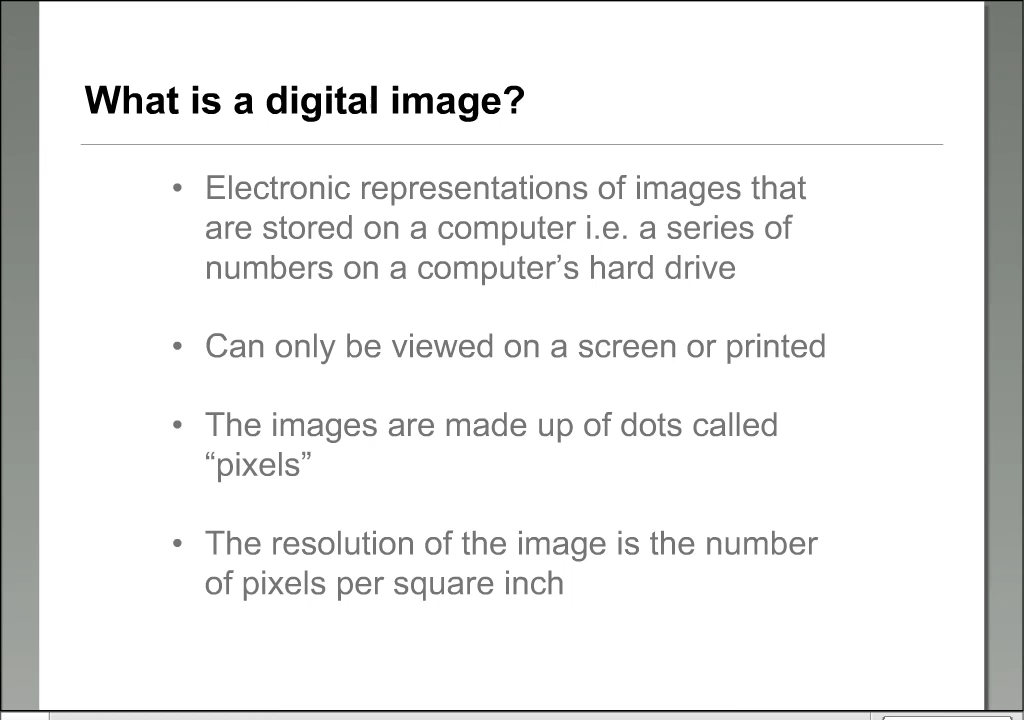 What is a digital image?
• Electronic representations of images that
are stored on a computer i.e. a series of
numbers on a computer’s hard drive
• Can only be viewed on a screen or printed
• The images are made up of dots called
“pixels”
• The resolution of the image is the number
of pixels per square inch